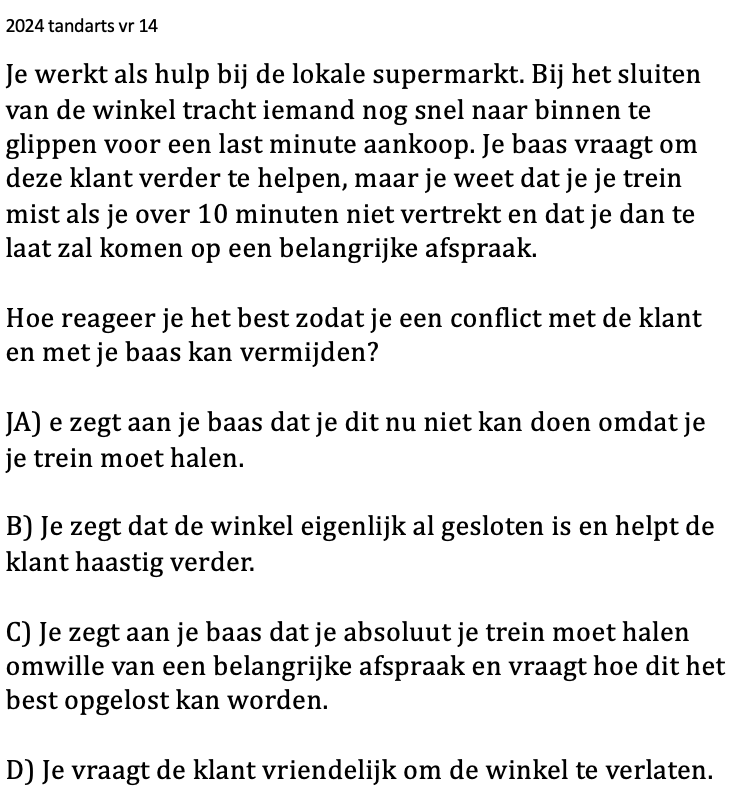 2024 tandarts vr 14
Je werkt als hulp bij de lokale supermarkt. Bij het sluiten
van de winkel tracht iemand nog snel naar binnen te
glippen voor een last minute aankoop. Je baas vraagt om
deze klant verder te helpen, maar je weet dat je je trein
mist als je over 10 minuten niet vertrekt en dat je dan te
laat zal komen op een belangrijke afspraak.
Hoe reageer je het best zodat je een conflict met de klant
en met je baas kan vermijden?
JA) e zegt aan je baas dat je dit nu niet kan doen omdat je
je trein moet halen.
B) Je zegt dat de winkel eigenlijk al gesloten is en helpt de
klant haastig verder.
C) Je zegt aan je baas dat je absoluut je trein moet halen
omwille van een belangrijke afspraak en vraagt hoe dit het
best opgelost kan worden.
D) Je vraagt de klant vriendelijk om de winkel te verlaten.